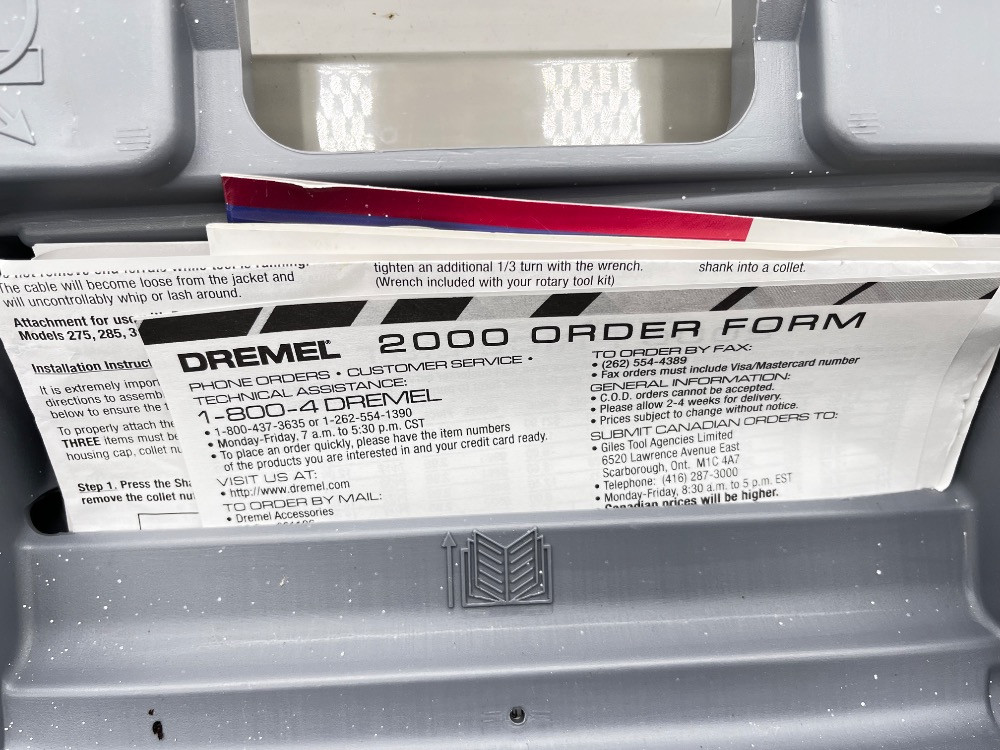 The cable will become loose from the jacket and
will uncontrollably whip or lash around.
Attachment for use
Models 275, 285, 3
Installation Instruc
It is extremely impor
directions to assemb
below to ensure the t
To properly attach the
THREE items must be
housing cap, collet nu
Step 1. Press the Sha
remove the collet nu
tighten an additional 1/3 turn with the wrench.
(Wrench included with your rotary tool kit)
shank into a collet.
DREMEL® 2000 ORDER FORM
PHONE ORDERS • CUSTOMER SERVICE •
TECHNICAL ASSISTANCE:
1-800-4 DREMEL
• 1-800-437-3635 or 1-262-554-1390
• Monday-Friday, 7 a.m. to 5:30 p.m. CST
• To place an order quickly, please have the item numbers
of the products you are interested in and your credit card ready.
VISIT US AT:
• http://www.dremel.com
TO ORDER BY MAIL:
• Dremel Accessories
TO ORDER BY FAX:
• (262) 554-4389
• Fax orders must include Visa/Mastercard number
GENERAL INFORMATION:
• C.O.D. orders cannot be accepted.
• Please allow 2-4 weeks for delivery.
• Prices subject to change without notice.
SUBMIT CANADIAN ORDERS TO:
• Giles Tool Agencies Limited
6520 Lawrence Avenue East
Scarborough, Ont. M1C 4A7
• Telephone: (416) 287-3000
• Monday-Friday, 8:30 a.m. to 5 p.m. EST
Canadian prices will be higher.